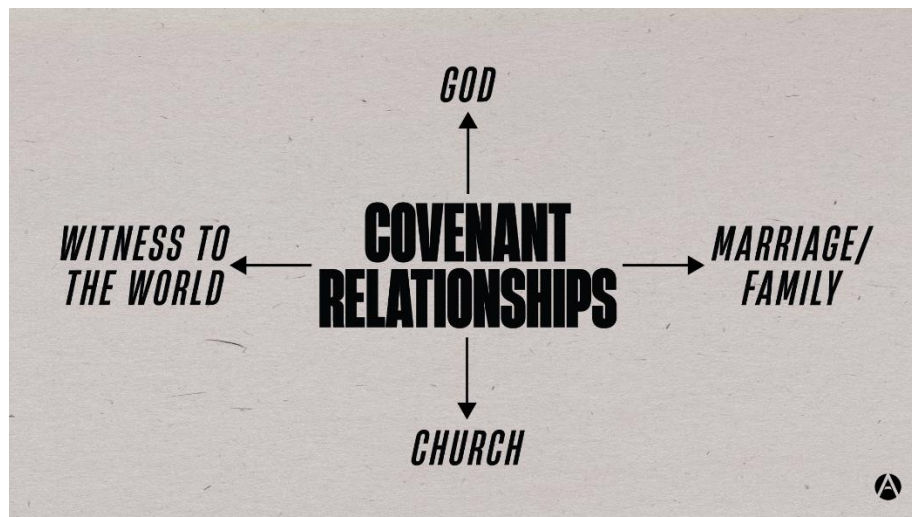 GOD
COVENANT
RELATIONSHIPS
WITNESS TO
THE WORLD
MARRIAGE/
FAMILY
CHURCH